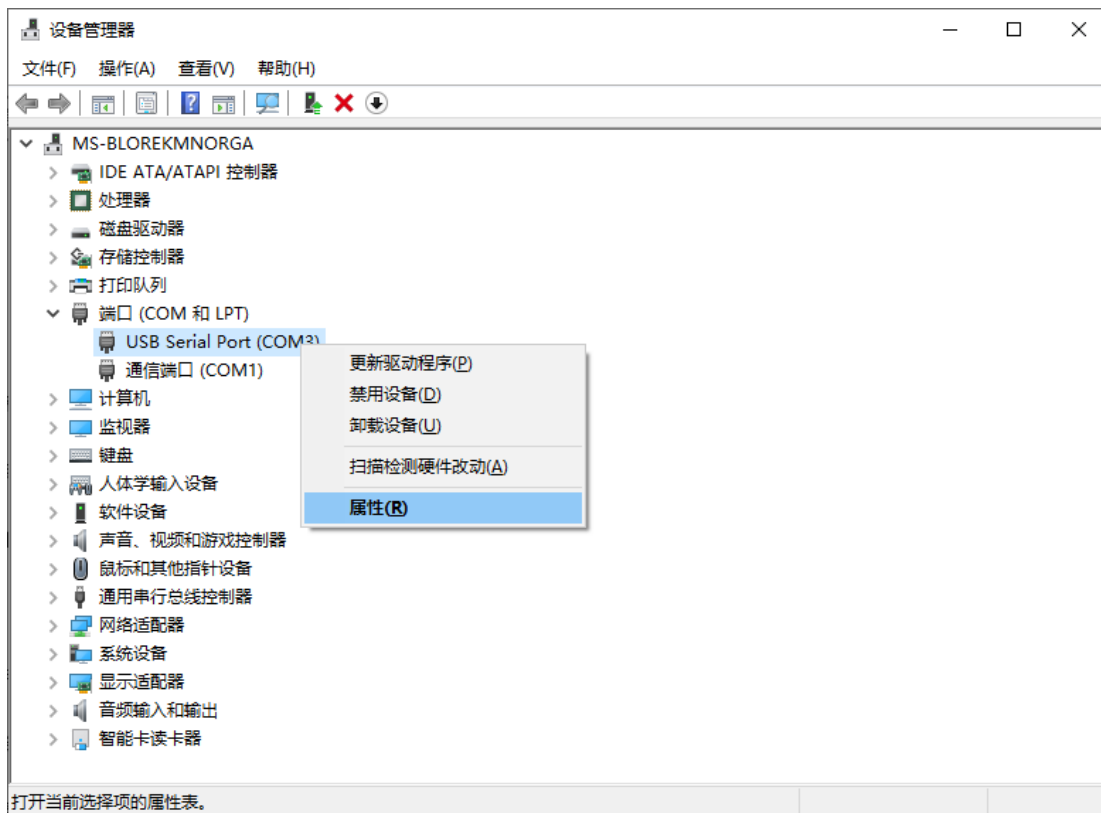 设备管理器
文件(F) 操作(A) 查看(V) 帮助(H)
MS-BLOREKMNORGA
IDE ATA/ATAPI 控制器
处理器
磁盘驱动器
存储控制器
打印队列
端口 (COM 和 LPT)
USB Serial Port (COM3)
通信端口 (COM1)
计算机
监视器
键盘
人体学输入设备
软件设备
声音、视频和游戏控制器
鼠标和其他指针设备
通用串行总线控制器
网络适配器
系统设备
显示适配器
音频输入和输出
智能卡读卡器
更新驱动程序(P)
禁用设备(D)
卸载设备(U)
扫描检测硬件改动(A)
属性(R)
打开当前选择项的属性表。